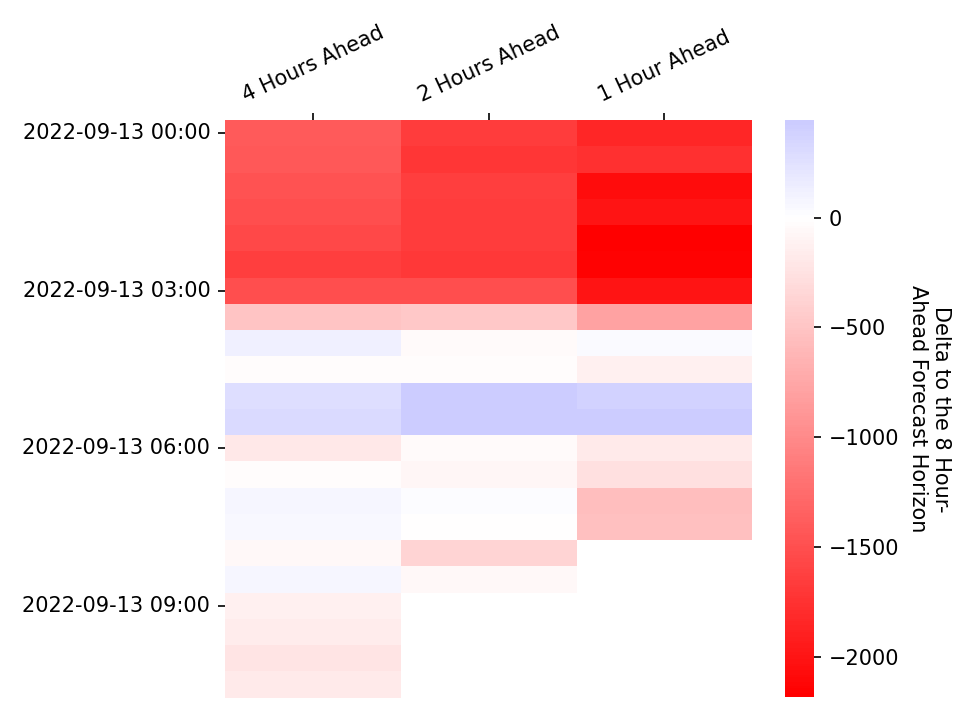 4 Hours Ahead
2 Hours Ahead
1 Hour Ahead
2022-09-13 00:00
2022-09-13 03:00
2022-09-13 06:00
2022-09-13 09:00
0
−500
−1000
−1500
−2000
Delta to the 8 Hour-
Ahead Forecast Horizon